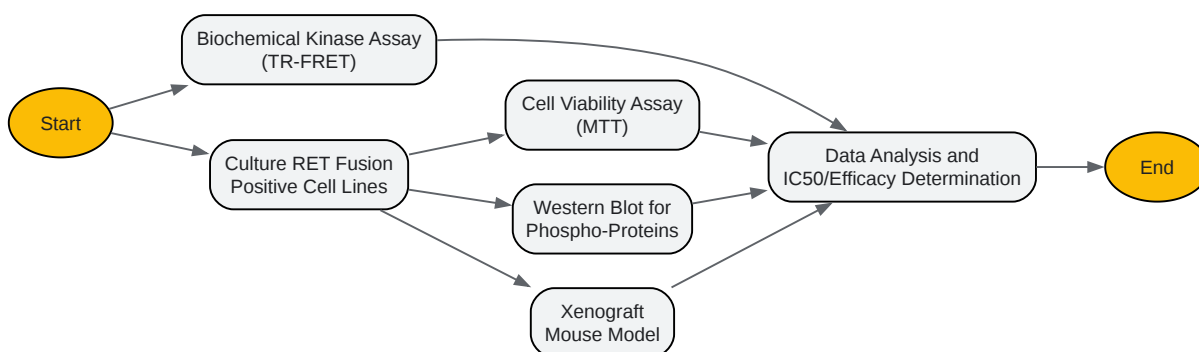 Start
Biochemical Kinase Assay
(TR-FRET)
Culture RET Fusion
Positive Cell Lines
Cell Viability Assay
(MTT)
Western Blot for
Phospho-Proteins
Xenograft
Mouse Model
Data Analysis and
IC50/Efficacy Determination
End